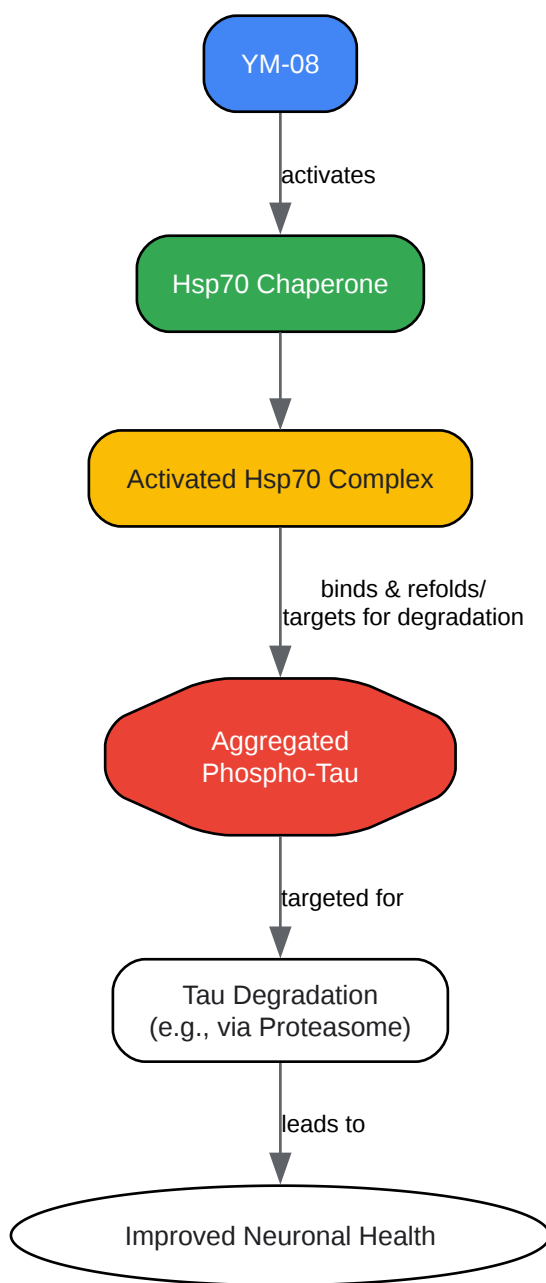 YM-08
activates
Hsp70 Chaperone
Activated Hsp70 Complex
binds & refolds/
targets for degradation
Aggregated
Phospho-Tau
targeted for
Tau Degradation
(e.g., via Proteasome)
leads to
Improved Neuronal Health